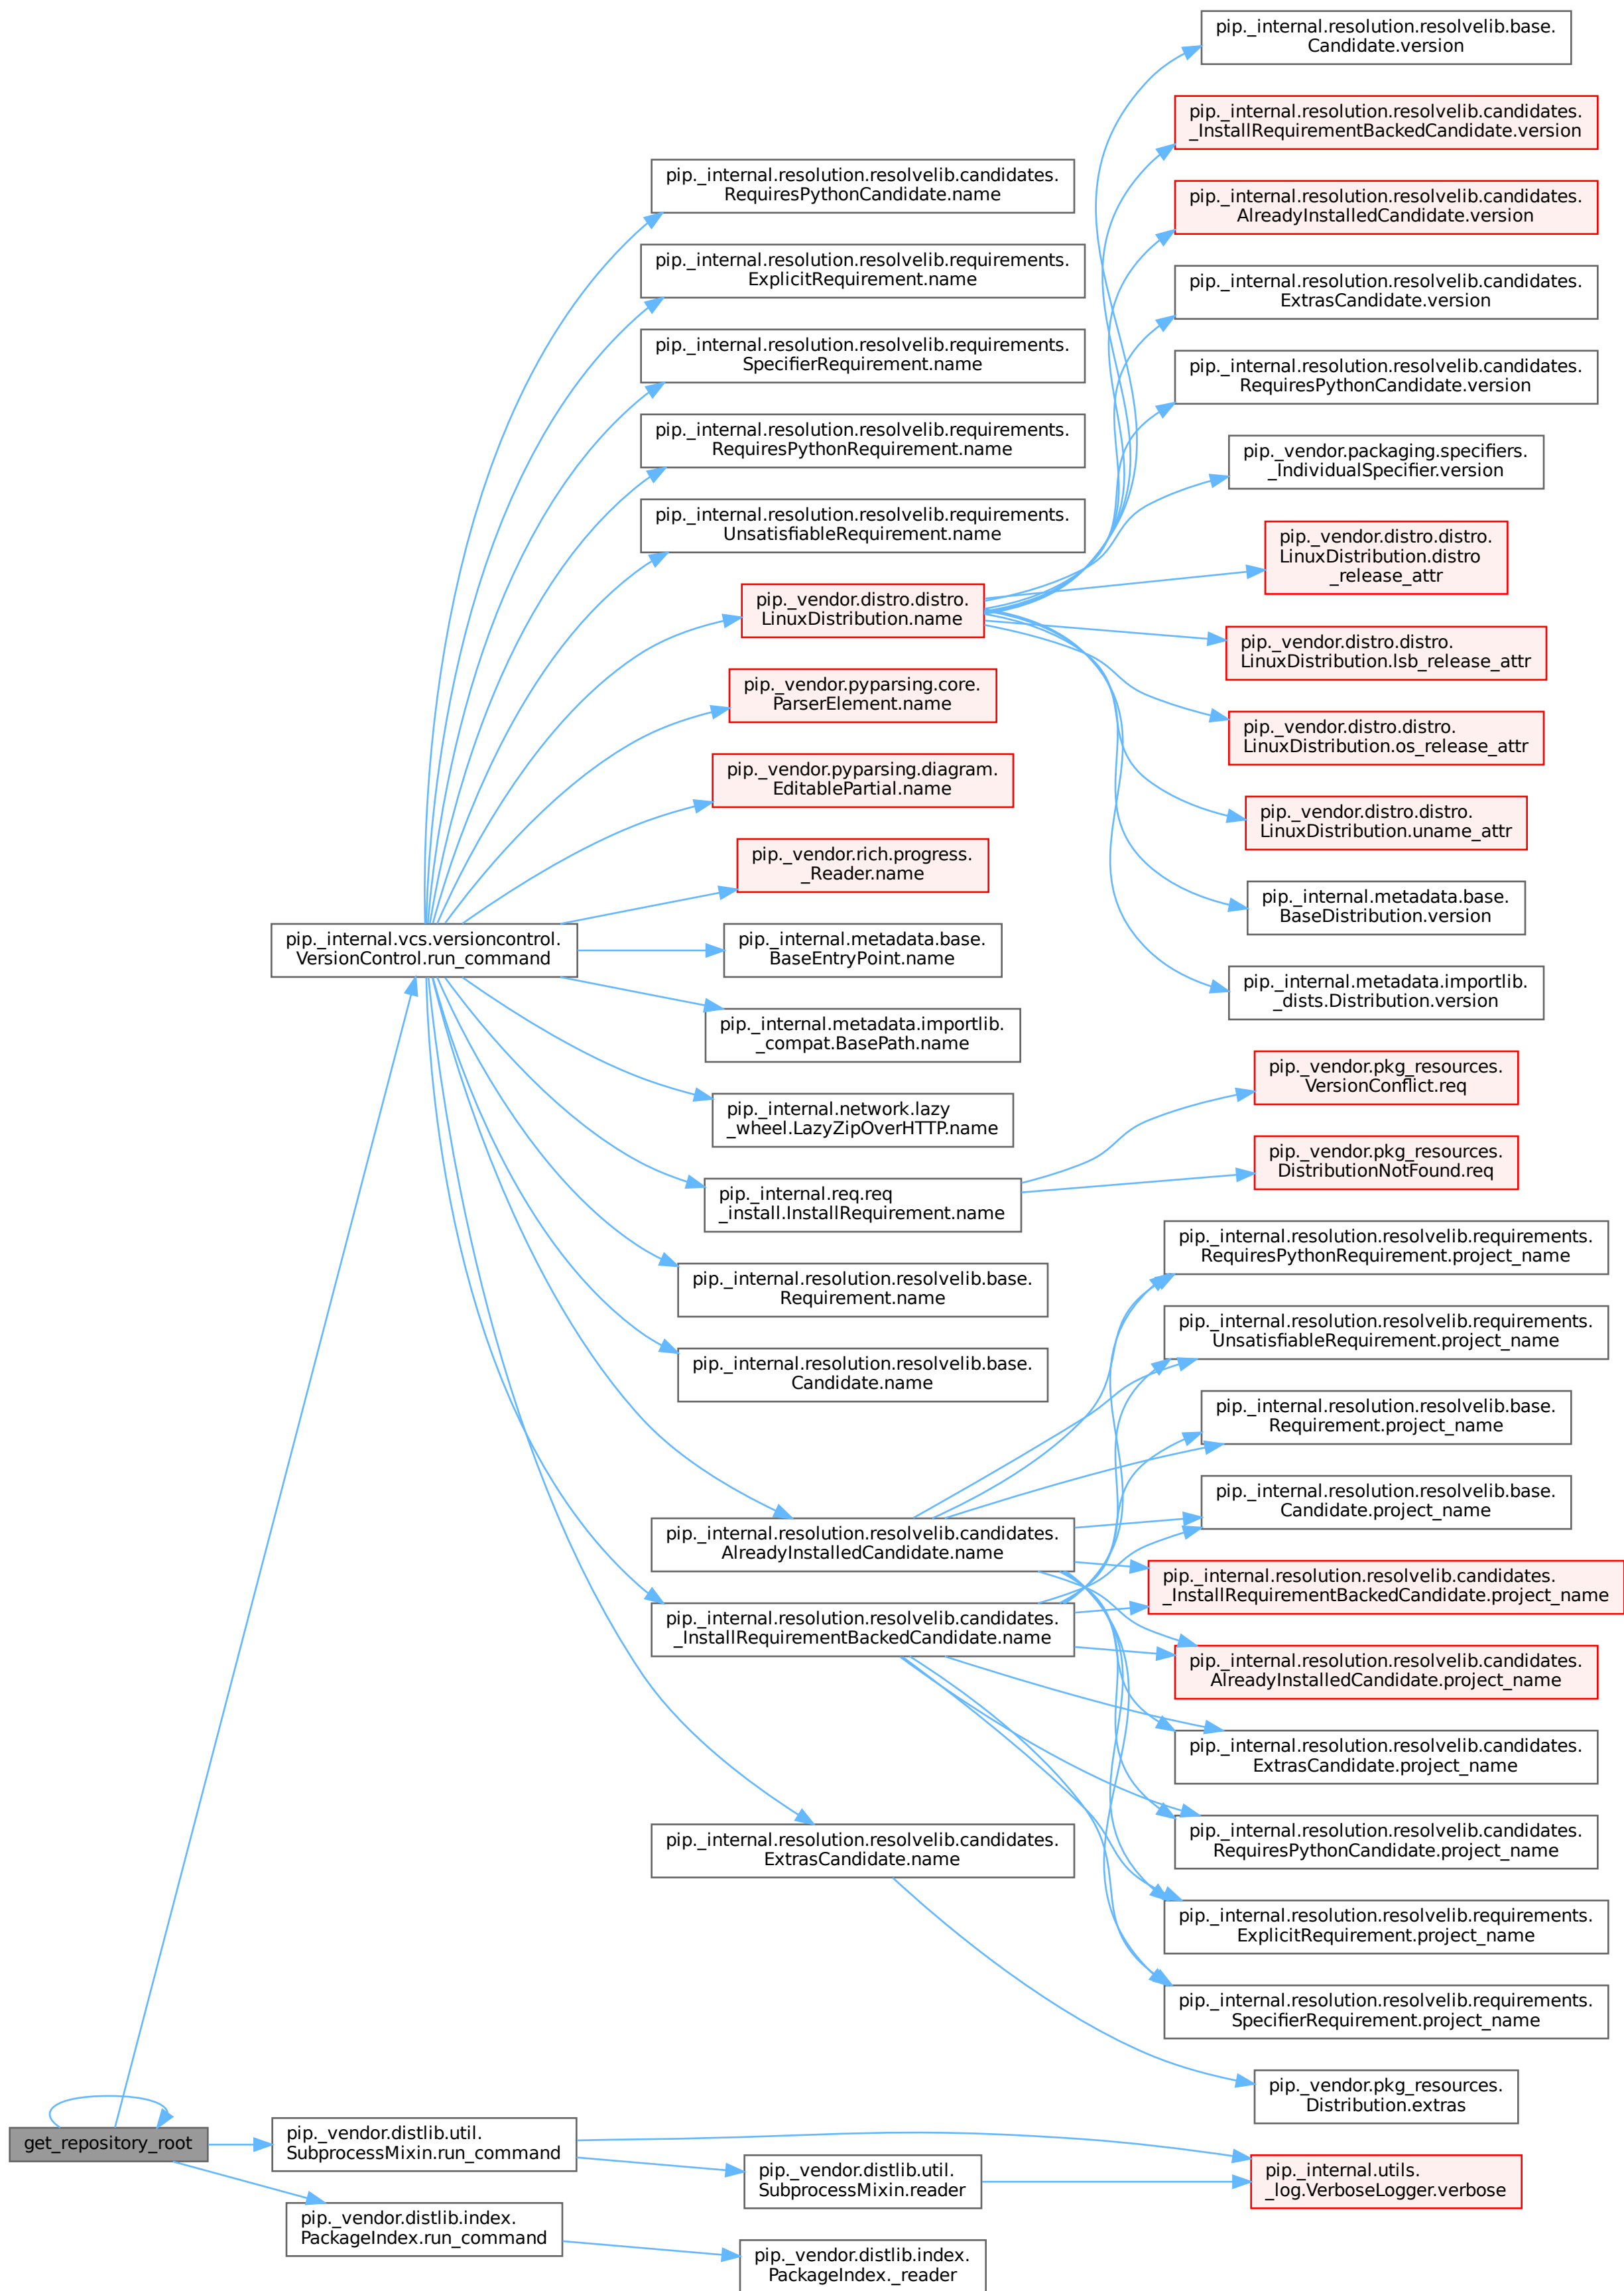 pip._internal.resolution.resolvelib.base.
Candidate.version
pip._internal.resolution.resolvelib.candidates.
_InstallRequirementBackedCandidate.version
pip._internal.resolution.resolvelib.candidates.
RequiresPythonCandidate.name
pip._internal.resolution.resolvelib.candidates.
AlreadyInstalledCandidate.version
pip._internal.resolution.resolvelib.requirements.
ExplicitRequirement.name
pip._internal.resolution.resolvelib.candidates.
ExtrasCandidate.version
pip._internal.resolution.resolvelib.requirements.
SpecifierRequirement.name
pip._internal.resolution.resolvelib.candidates.
RequiresPythonCandidate.version
pip._internal.resolution.resolvelib.requirements.
RequiresPythonRequirement.name
pip._vendor.packaging.specifiers.
_IndividualSpecifier.version
pip._internal.resolution.resolvelib.requirements.
UnsatisfiableRequirement.name
pip._vendor.distro.distro.
LinuxDistribution.distro
_release_attr
pip._vendor.distro.distro.
LinuxDistribution.name
pip._vendor.distro.distro.
LinuxDistribution.lsb_release_attr
pip._vendor.pyparsing.core.
ParserElement.name
pip._vendor.distro.distro.
LinuxDistribution.os_release_attr
pip._vendor.pyparsing.diagram.
EditablePartial.name
pip._vendor.distro.distro.
LinuxDistribution.uname_attr
pip._vendor.rich.progress.
_Reader.name
pip._internal.metadata.base.
BaseDistribution.version
pip._internal.vcs.versioncontrol.
VersionControl.run_command
pip._internal.metadata.base.
BaseEntryPoint.name
pip._internal.metadata.importlib.
_dists.Distribution.version
pip._internal.metadata.importlib.
_compat.BasePath.name
pip._vendor.pkg_resources.
VersionConflict.req
pip._internal.network.lazy
_wheel.LazyZipOverHTTP.name
pip._vendor.pkg_resources.
DistributionNotFound.req
pip._internal.req.req
_install.InstallRequirement.name
pip._internal.resolution.resolvelib.requirements.
RequiresPythonRequirement.project_name
pip._internal.resolution.resolvelib.base.
Requirement.name
pip._internal.resolution.resolvelib.requirements.
UnsatisfiableRequirement.project_name
pip._internal.resolution.resolvelib.base.
Candidate.name
pip._internal.resolution.resolvelib.base.
Requirement.project_name
pip._internal.resolution.resolvelib.base.
Candidate.project_name
pip._internal.resolution.resolvelib.candidates.
AlreadyInstalledCandidate.name
pip._internal.resolution.resolvelib.candidates.
_InstallRequirementBackedCandidate.project_name
pip._internal.resolution.resolvelib.candidates.
_InstallRequirementBackedCandidate.name
pip._internal.resolution.resolvelib.candidates.
AlreadyInstalledCandidate.project_name
pip._internal.resolution.resolvelib.candidates.
ExtrasCandidate.project_name
pip._internal.resolution.resolvelib.candidates.
RequiresPythonCandidate.project_name
pip._internal.resolution.resolvelib.candidates.
ExtrasCandidate.name
pip._internal.resolution.resolvelib.requirements.
ExplicitRequirement.project_name
pip._internal.resolution.resolvelib.requirements.
SpecifierRequirement.project_name
pip._vendor.pkg_resources.
Distribution.extras
get_repository_root
pip._vendor.distlib.util.
SubprocessMixin.run_command
pip._vendor.distlib.util.
SubprocessMixin.reader
pip._internal.utils.
_log.VerboseLogger.verbose
pip._vendor.distlib.index.
PackageIndex.run_command
pip._vendor.distlib.index.
PackageIndex._reader